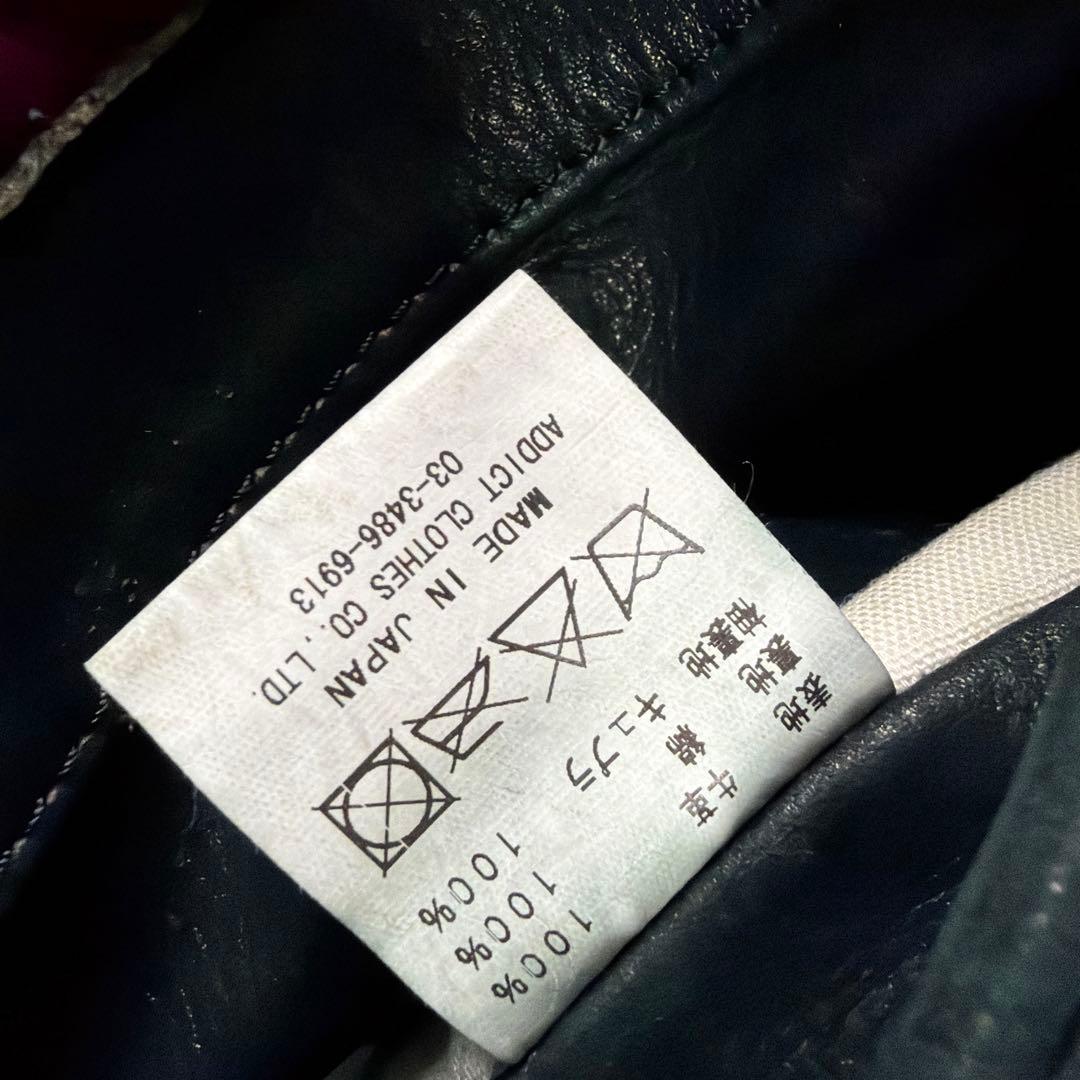 表地 牛革 100%
裏地 綿 100%
袖裏地 キュプラ 100%
MADE IN JAPAN
ADDICT CLOTHES CO., LTD.
03-3486-6913